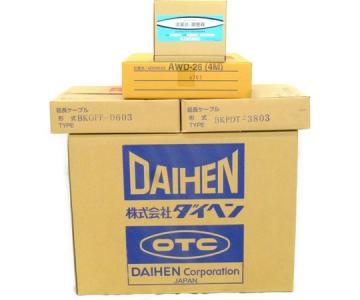 AWD-26 (4M)
延長ケーブル
形 式 BKGFF-0603
TYPE
延長ケーブル
形 式 BKPDT-3803
TYPE
DAIHEN
株式会社ダイヘン
OTC
DAIHEN Corporation
JAPAN